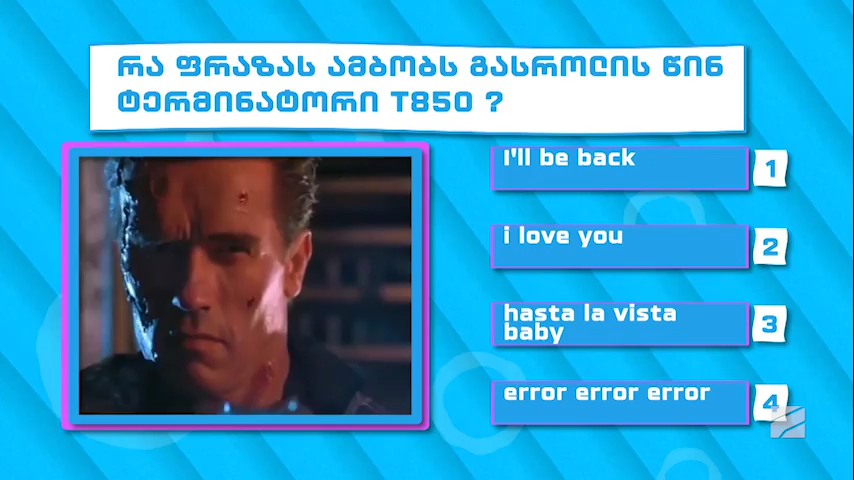 რა ფრაზას ამბობს გასროლის წინ
ტერმინატორი T850 ?
I'll be back
1
i love you
2
hasta la vista
baby
3
error error error
4